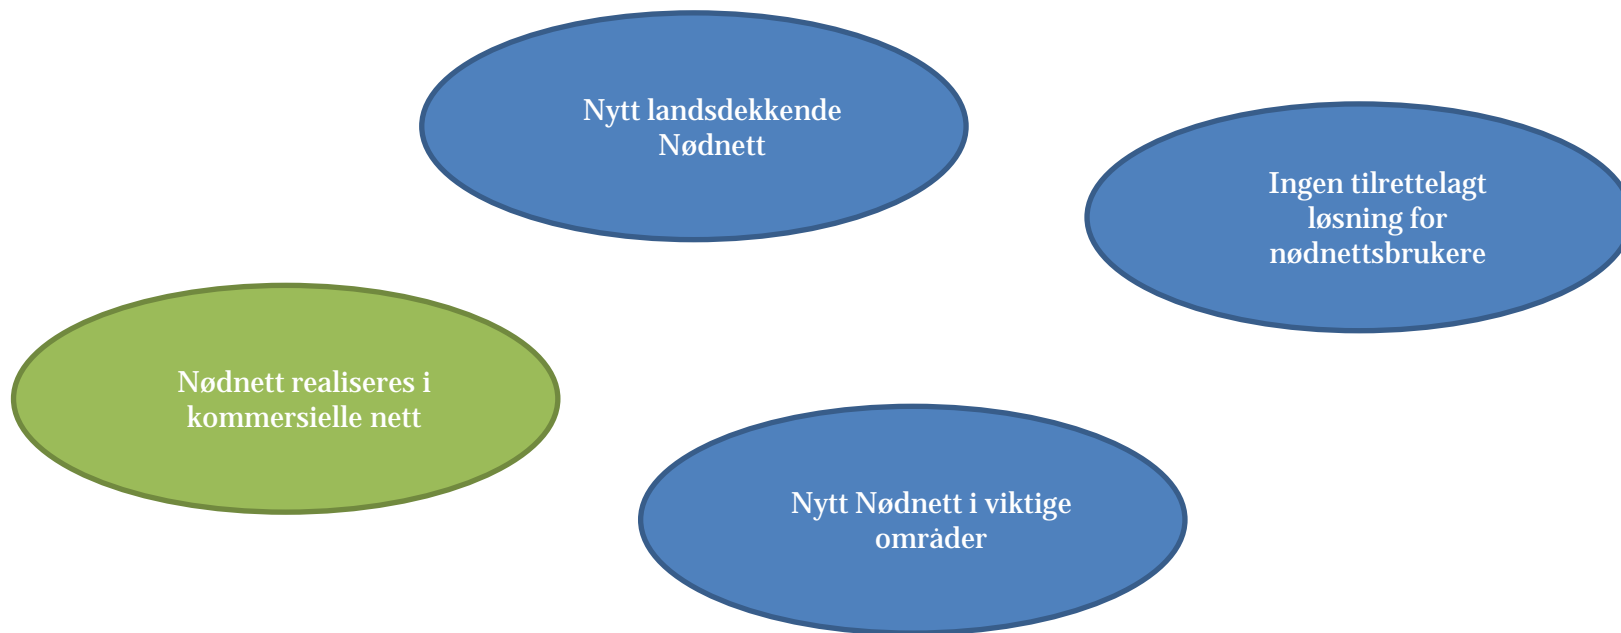 Nytt landsdekkende
Nødnett
Ingen tilrettelagt
løsning for
nødnettsbrukere
Nødnett realiseres i
kommersielle nett
Nytt Nødnett i viktige
områder